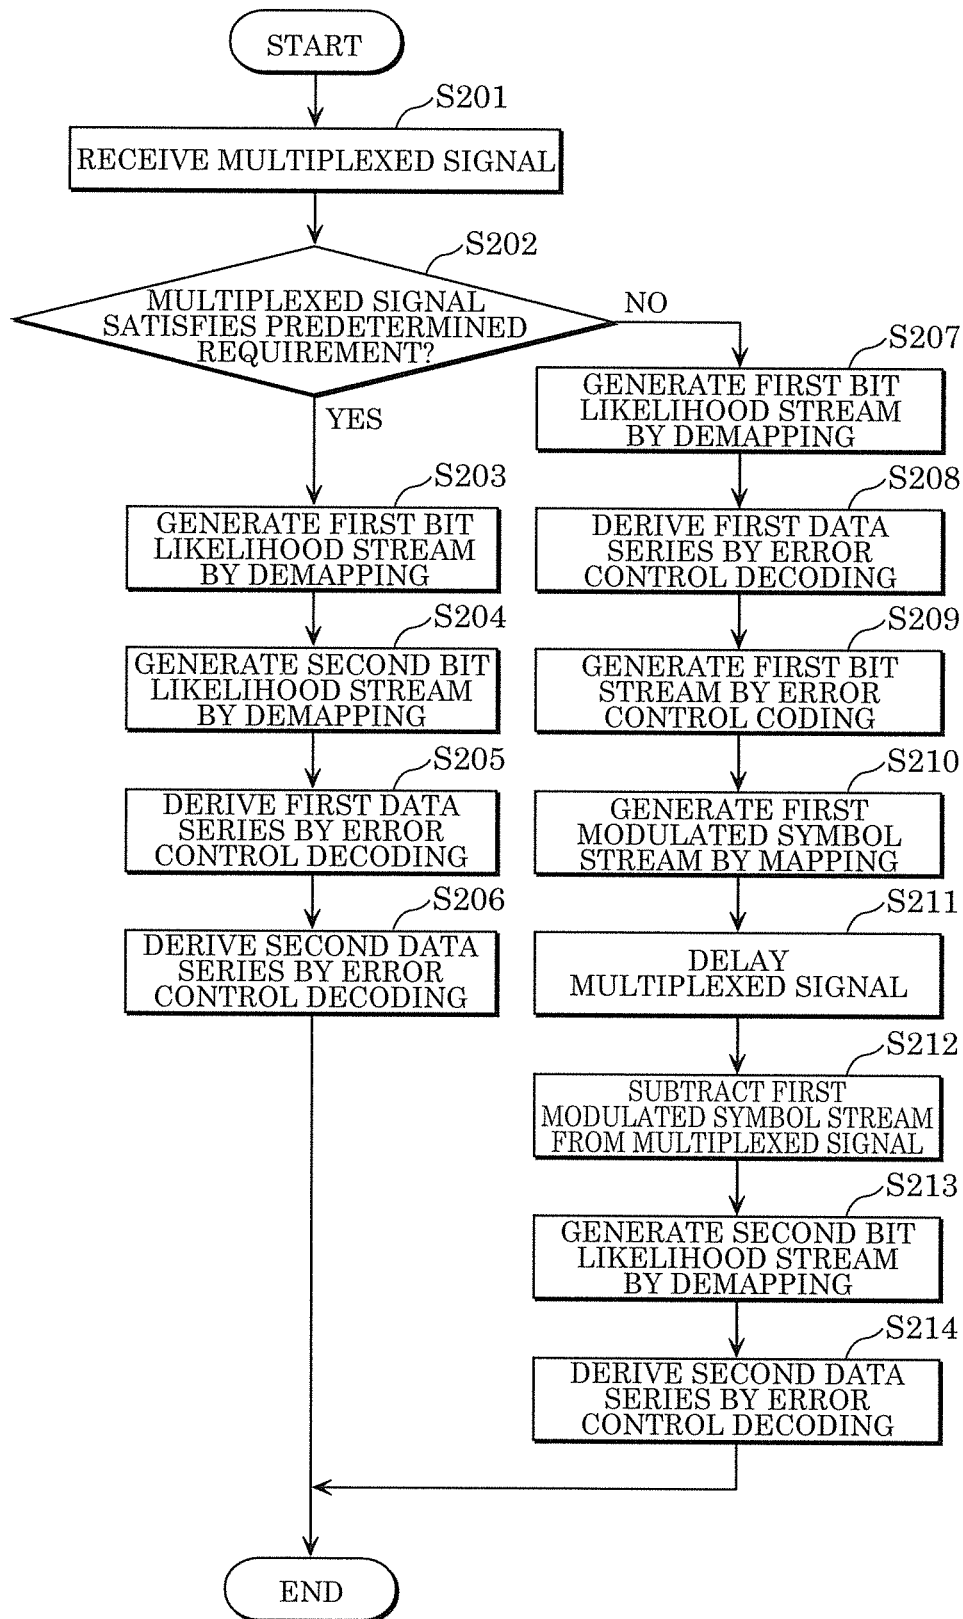 START
S201
RECEIVE MULTIPLEXED SIGNAL
S202
MULTIPLEXED SIGNAL
SATISFIES PREDETERMINED
REQUIREMENT?
NO
YES
S203
GENERATE FIRST BIT
LIKELIHOOD STREAM
BY DEMAPPING
S204
GENERATE SECOND BIT
LIKELIHOOD STREAM
BY DEMAPPING
S205
DERIVE FIRST DATA
SERIES BY ERROR
CONTROL DECODING
S206
DERIVE SECOND DATA
SERIES BY ERROR
CONTROL DECODING
S207
GENERATE FIRST BIT
LIKELIHOOD STREAM
BY DEMAPPING
S208
DERIVE FIRST DATA
SERIES BY ERROR
CONTROL DECODING
S209
GENERATE FIRST BIT
STREAM BY ERROR
CONTROL CODING
S210
GENERATE FIRST
MODULATED SYMBOL
STREAM BY MAPPING
S211
DELAY
MULTIPLEXED SIGNAL
S212
SUBTRACT FIRST
MODULATED SYMBOL STREAM
FROM MULTIPLEXED SIGNAL
S213
GENERATE SECOND BIT
LIKELIHOOD STREAM
BY DEMAPPING
S214
DERIVE SECOND DATA
SERIES BY ERROR
CONTROL DECODING
END